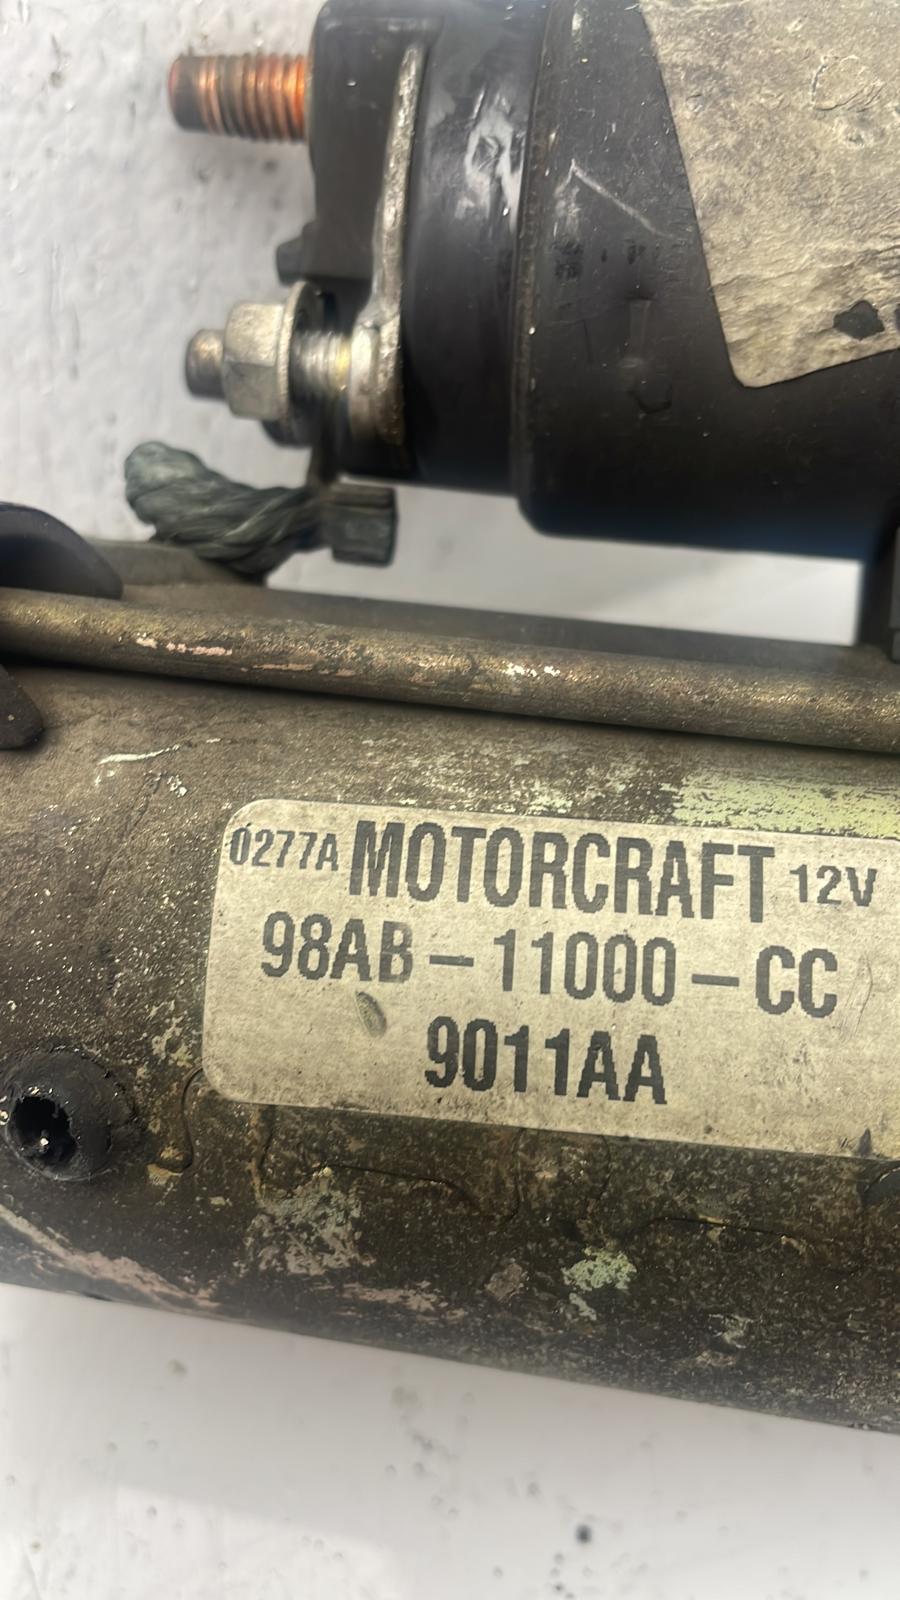 0277A MOTORCRAFT 12V
98AB-11000-CC
9011AA